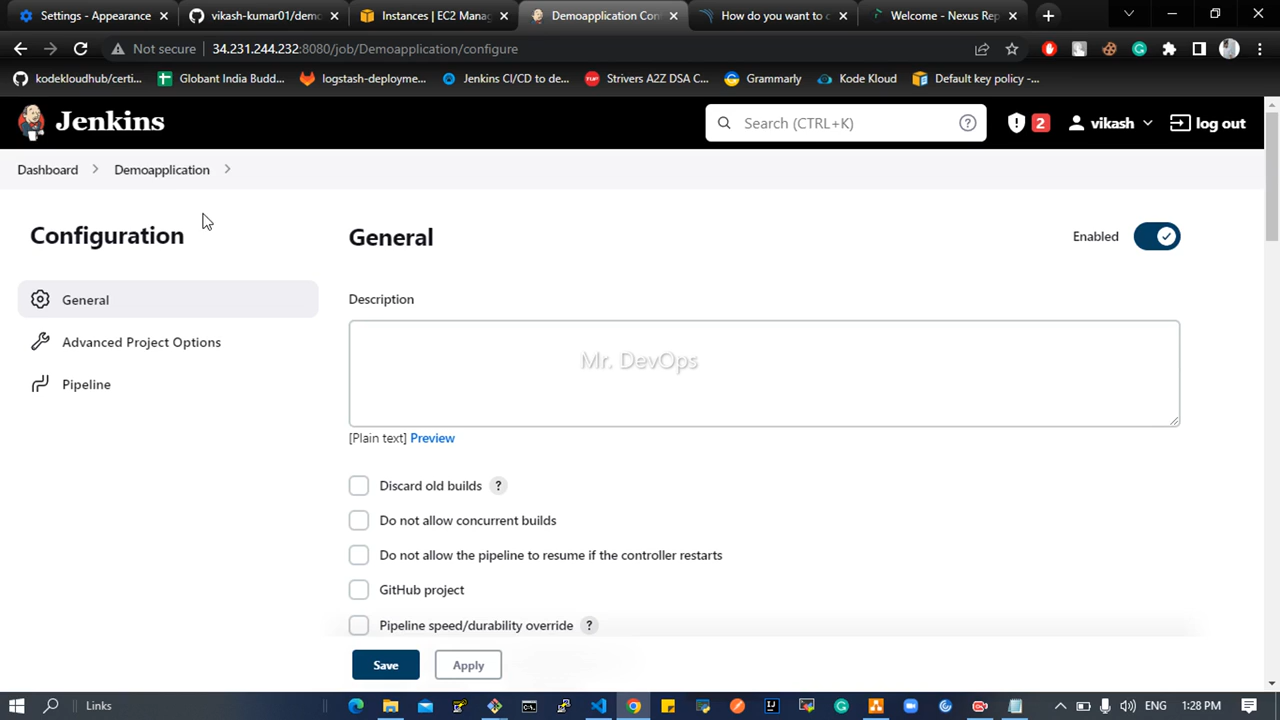 Settings - Appearance
vikash-kumar01/demo
Instances | EC2 Mana
Demoapplication Con
How do you want to c
Welcome - Nexus Rep
Not secure
34.231.244.232:8080/job/Demoapplication/configure
kodekloudhub/certi...
Globant India Budd...
logstash-deployme...
Jenkins CI/CD to de...
Strivers A2Z DSA C...
Grammarly
Kode Kloud
Default key policy -...
Jenkins
Search (CTRL+K)
?
2
vikash
log out
Dashboard
Demoapplication
Configuration
General
Advanced Project Options
Pipeline
General
Enabled
Description
Mr. DevOps
[Plain text] Preview
Discard old builds ?
Do not allow concurrent builds
Do not allow the pipeline to resume if the controller restarts
GitHub project
Pipeline speed/durability override ?
Save
Apply
Links
ENG
1:28 PM